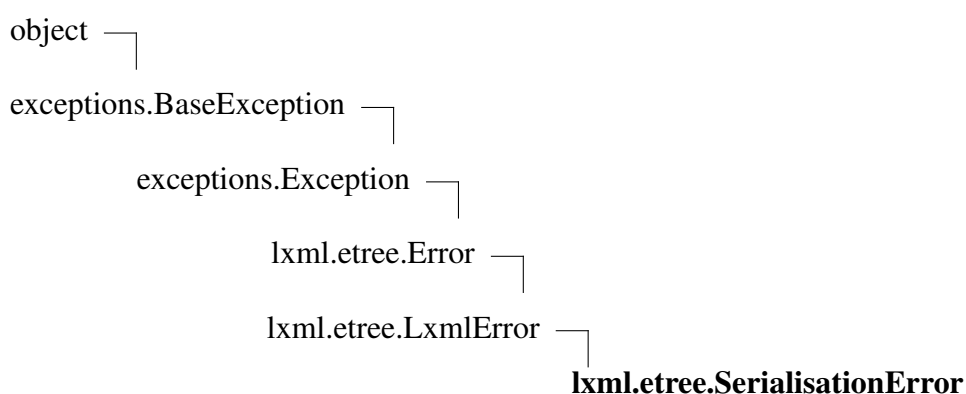 object
exceptions.BaseException
exceptions.Exception
lxml.etree.Error
lxml.etree.LxmlError
lxml.etree.SerialisationError